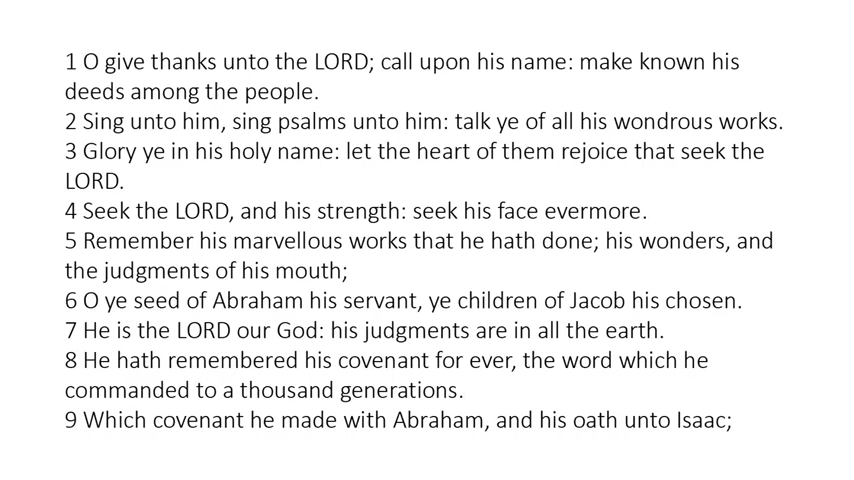 1 O give thanks unto the LORD; call upon his name: make known his
deeds among the people.
2 Sing unto him, sing psalms unto him: talk ye of all his wondrous works.
3 Glory ye in his holy name: let the heart of them rejoice that seek the
LORD.
4 Seek the LORD, and his strength: seek his face evermore.
5 Remember his marvellous works that he hath done; his wonders, and
the judgments of his mouth;
6 O ye seed of Abraham his servant, ye children of Jacob his chosen.
7 He is the LORD our God: his judgments are in all the earth.
8 He hath remembered his covenant for ever, the word which he
commanded to a thousand generations.
9 Which covenant he made with Abraham, and his oath unto Isaac;